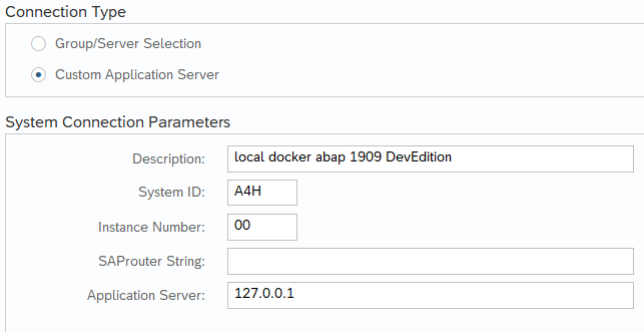 Connection Type
Group/Server Selection
Custom Application Server
System Connection Parameters
Description: local docker abap 1909 DevEdition
System ID: A4H
Instance Number: 00
SAProuter String:
Application Server: 127.0.0.1